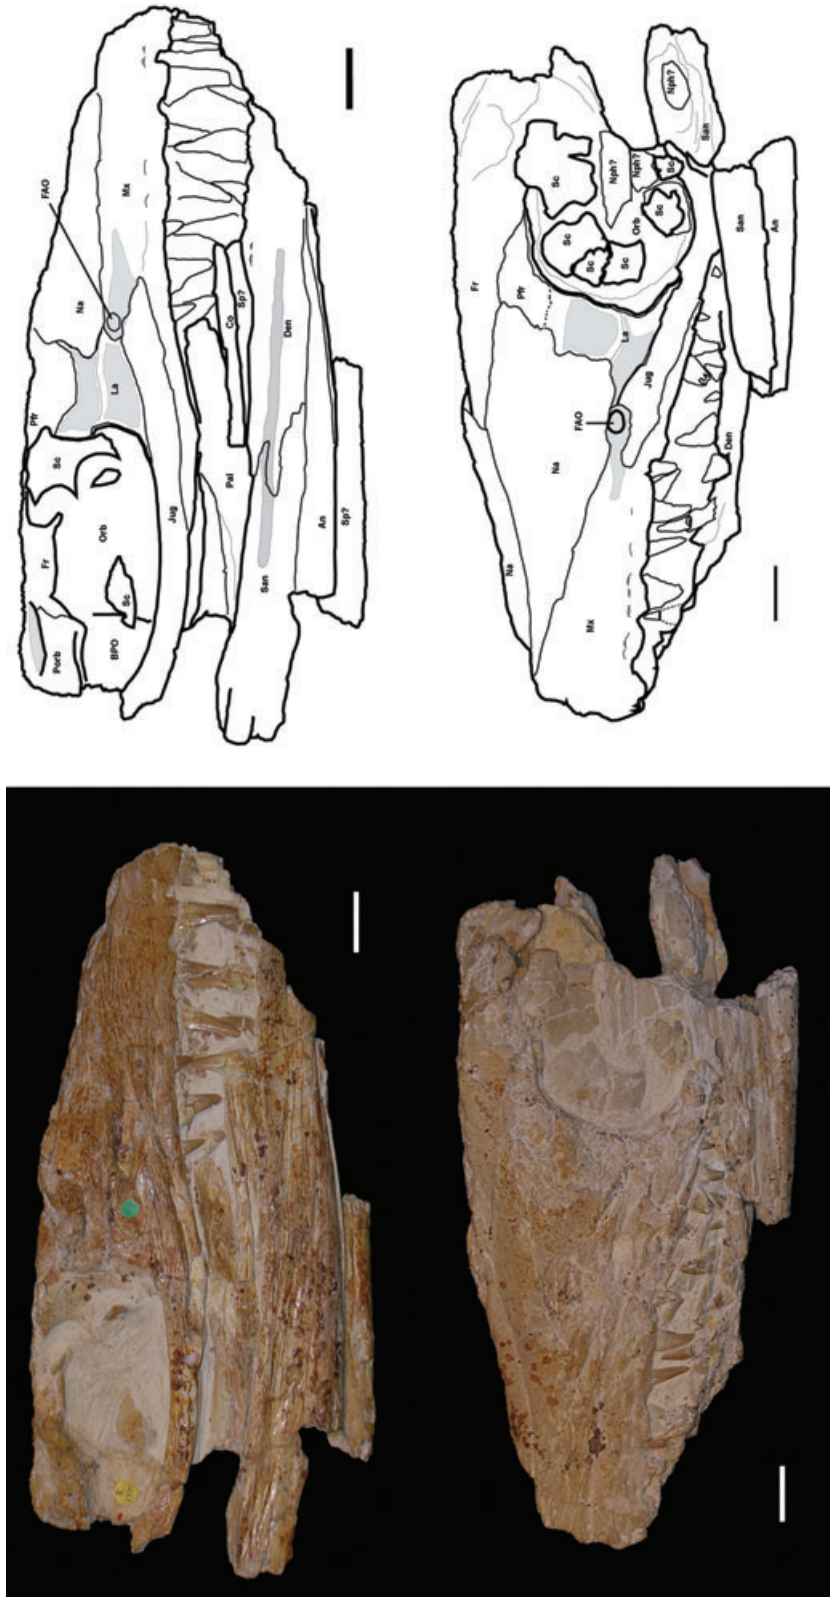 FAO
Mx
Na
La
Pfr
Sc
Fr
Orb
Sc
Porb
BPO
Jug
Pal
Co
Sp?
Den
San
An
Sp?
Nph?
San
Sc
Nph?
Nph?
Sc
Sc
Orb
Sc
Sc
Sc
Fr
Pfr
La
Jug
San
An
FAO
Na
Den
Na
Mx